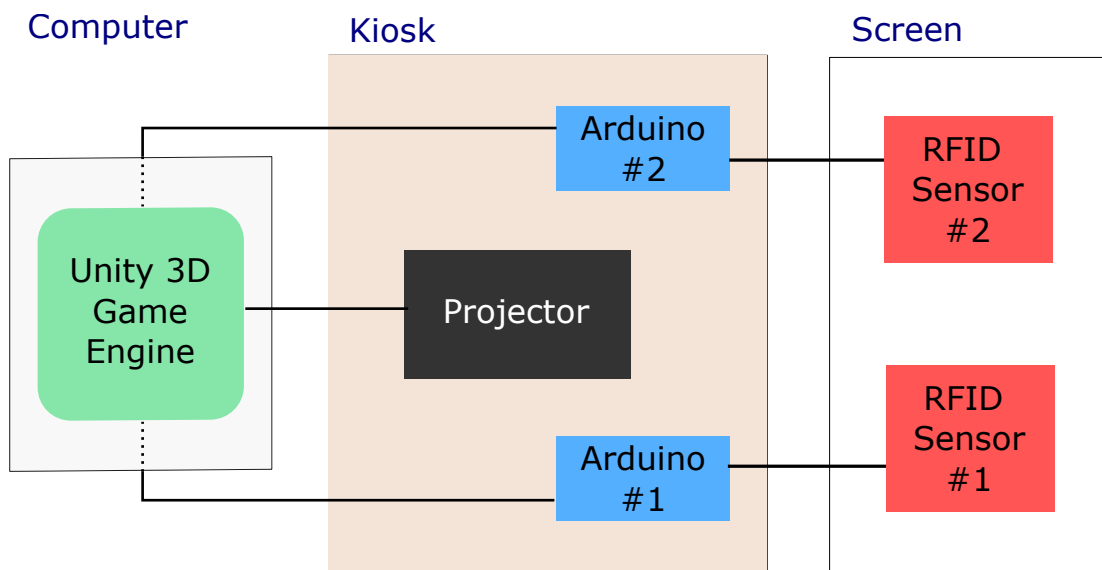 Computer
Kiosk
Screen
Arduino
#2
RFID
Sensor
#2
Unity 3D
Game
Engine
Projector
RFID
Sensor
#1
Arduino
#1